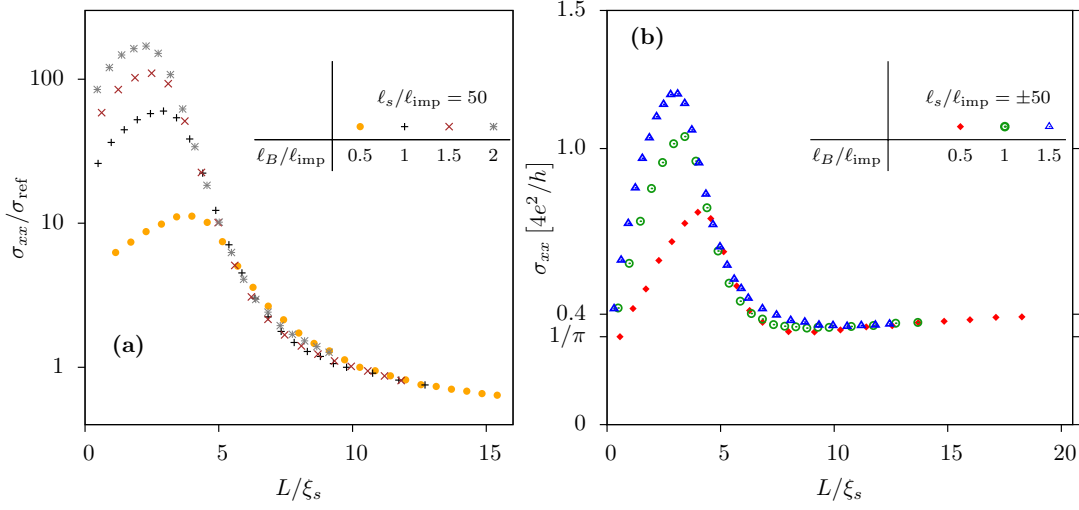 100
10
1
σxx/σref
(a)
ℓs/ℓimp = 50
ℓB/ℓimp 0.5 1 1.5 2
0 5 10 15
L/ξs
1.5
1.0
0.4
1/π
0
σxx [4e²/h]
(b)
ℓs/ℓimp = ±50
ℓB/ℓimp 0.5 1 1.5
0 5 10 15 20
L/ξs